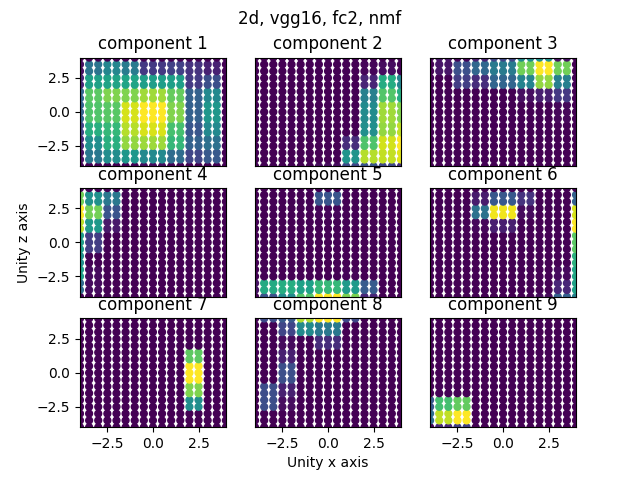 2d, vgg16, fc2, nmf
component 1
component 2
component 3
2.5
0.0
−2.5
component 4
component 5
component 6
2.5
0.0
−2.5
Unity z axis
component 7
component 8
component 9
2.5
0.0
−2.5
−2.5 0.0 2.5
−2.5 0.0 2.5
−2.5 0.0 2.5
Unity x axis